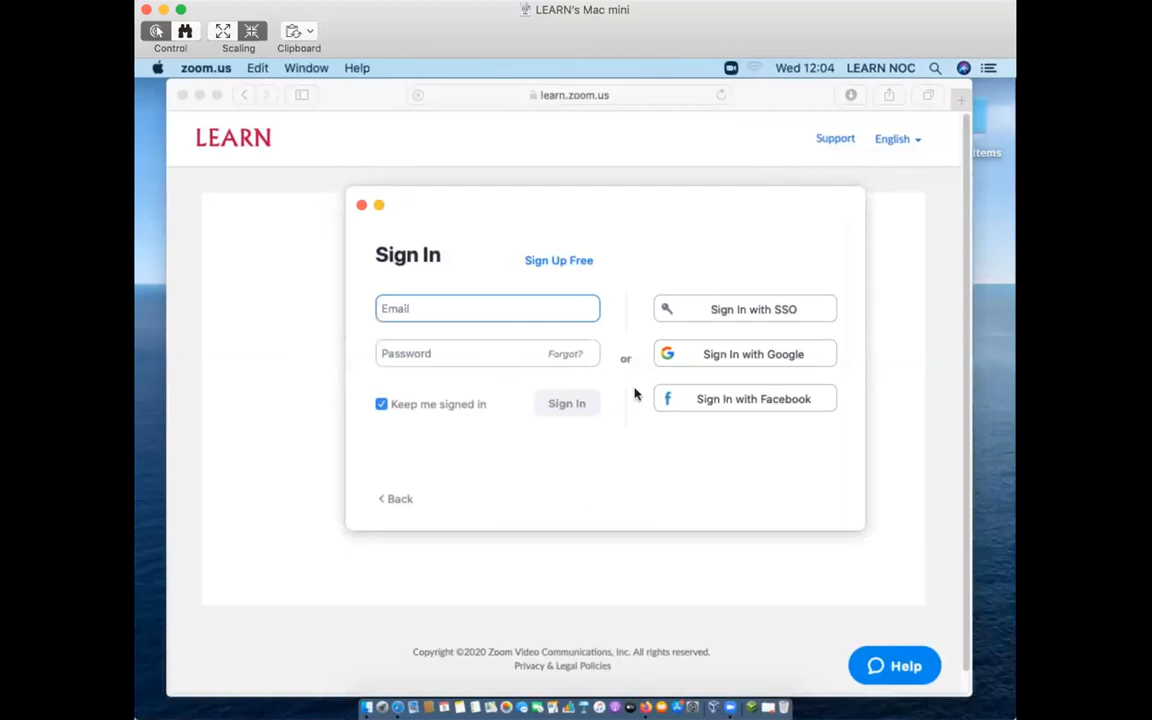 LEARN's Mac mini
Control Scaling Clipboard
zoom.us Edit Window Help Wed 12:04 LEARN NOC
learn.zoom.us
LEARN Support English
Items
Sign In Sign Up Free
Email
Password Forgot?
Keep me signed in Sign In
or
Sign In with SSO
Sign In with Google
Sign In with Facebook
< Back
Copyright ©2020 Zoom Video Communications, Inc. All rights reserved.
Privacy & Legal Policies
Help